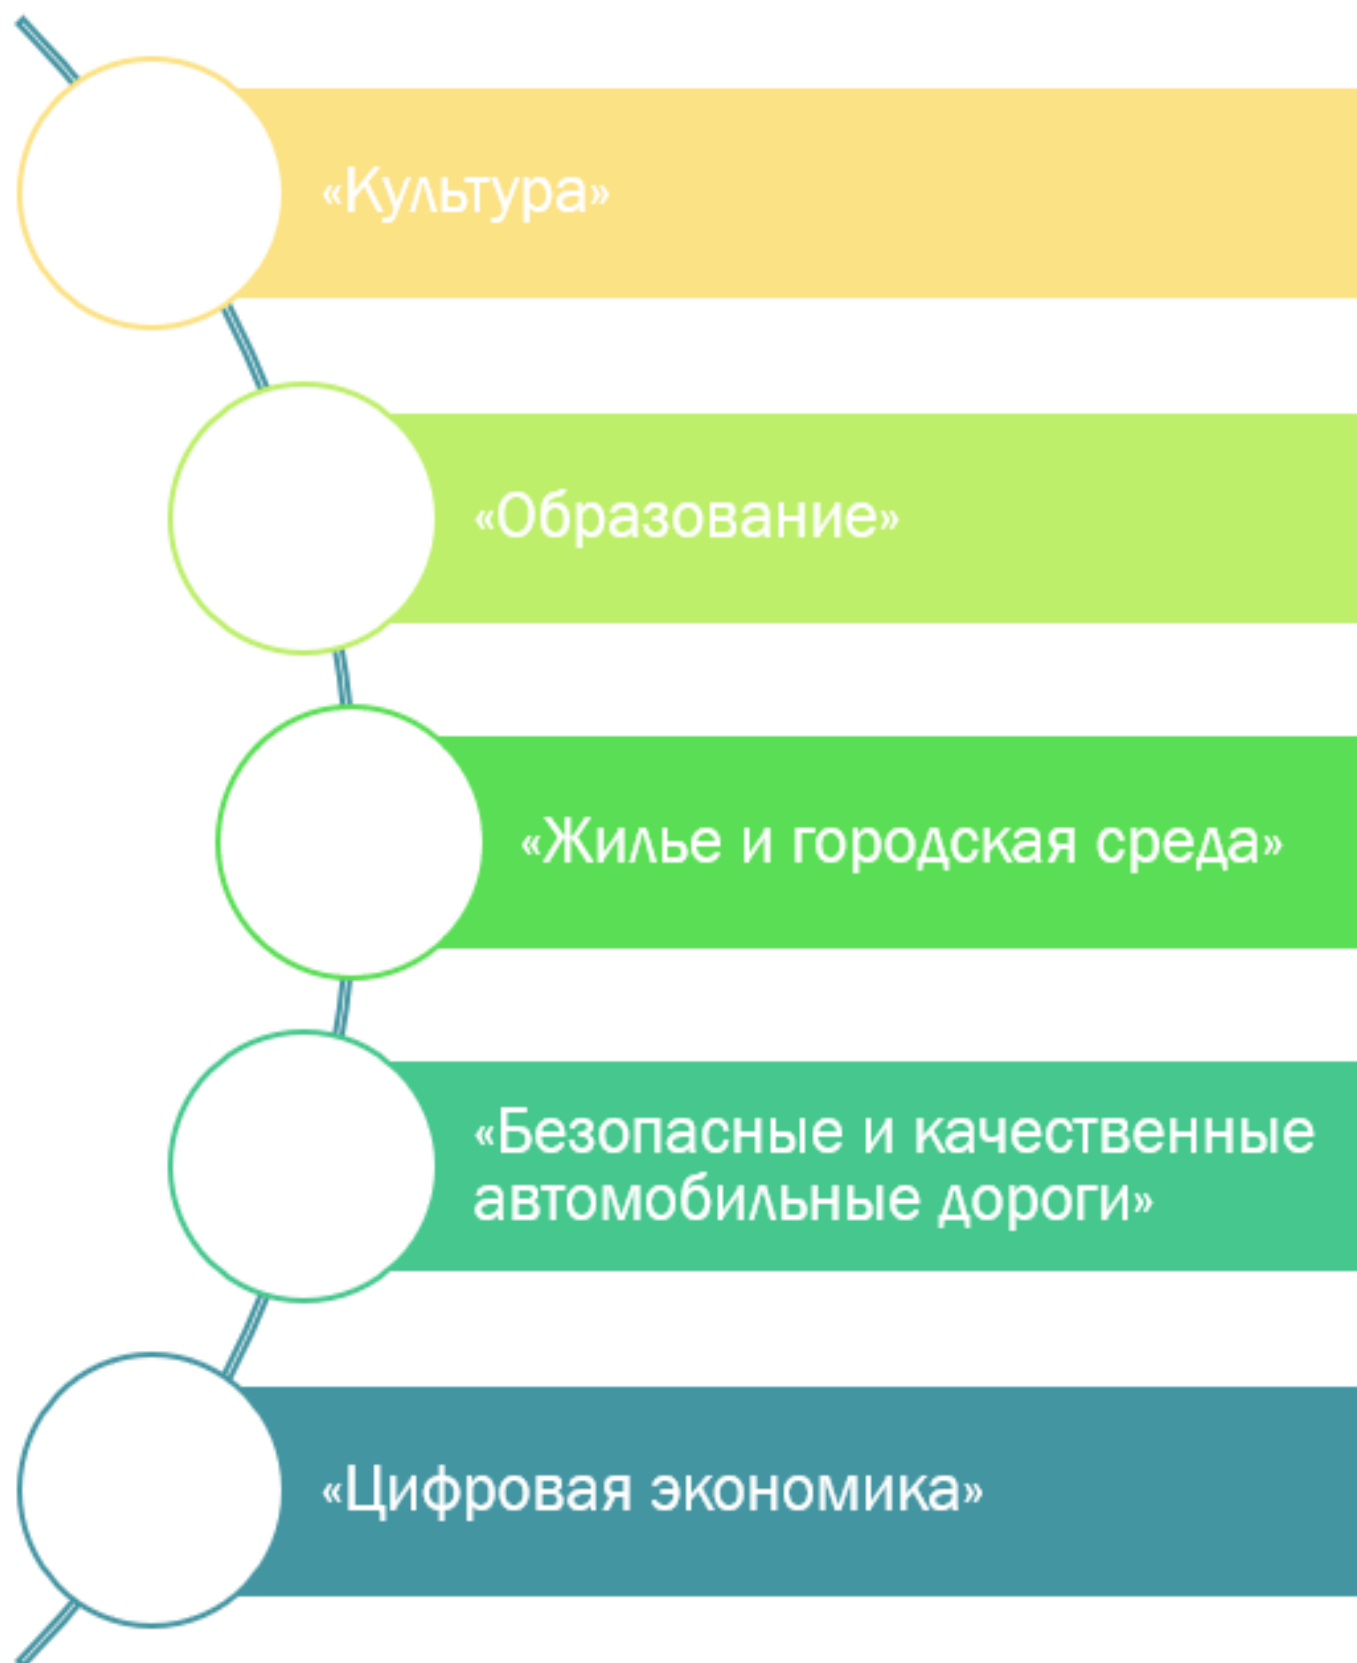 «Культура»
«Образование»
«Жилье и городская среда»
«Безопасные и качественные
автомобильные дороги»
«Цифровая экономика»